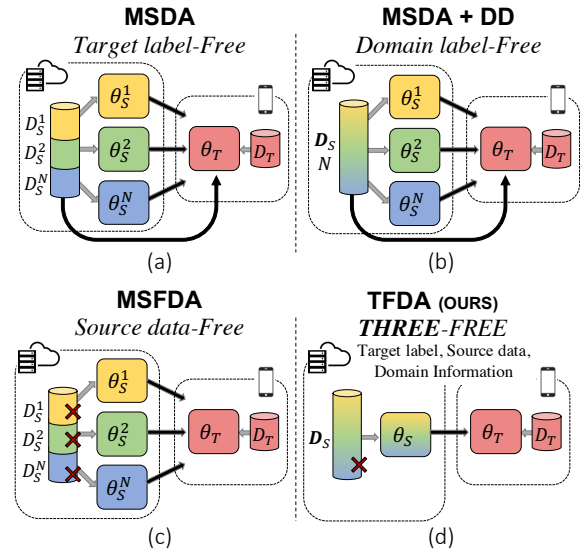 MSDA
Target label-Free
D_S^1
D_S^2
D_S^N
θ_S^1
θ_S^2
θ_S^N
θ_T
D_T
(a)
MSDA + DD
Domain label-Free
D_S
N
θ_S^1
θ_S^2
θ_S^N
θ_T
D_T
(b)
MSFDA
Source data-Free
D_S^1
D_S^2
D_S^N
θ_S^1
θ_S^2
θ_S^N
θ_T
D_T
(c)
TFDA (OURS)
THREE-FREE
Target label, Source data,
Domain Information
D_S
θ_S
θ_T
D_T
(d)